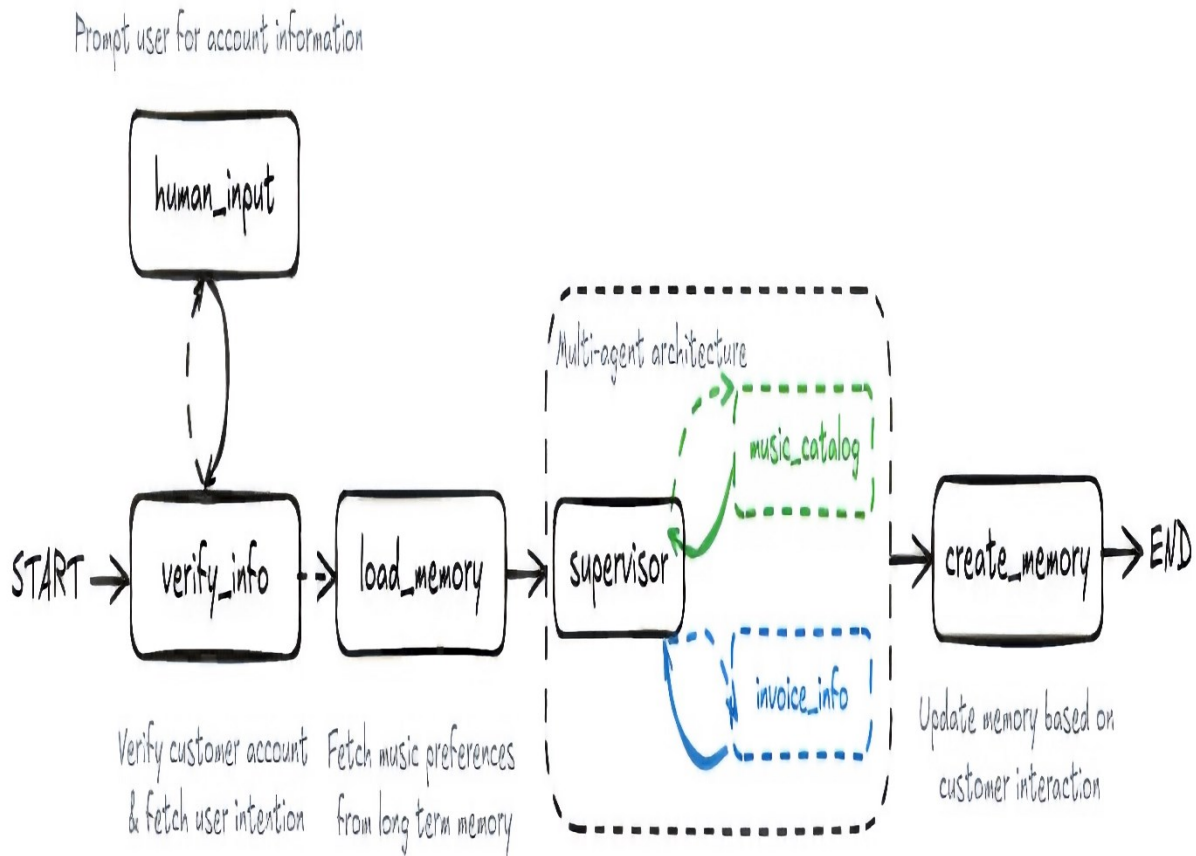 Prompt user for account information
human_input
Multi-agent architecture
music_catalog
START
verify_info
load_memory
supervisor
create_memory
END
invoice_info
Verify customer account
& fetch user intention
Fetch music preferences
from long term memory
Update memory based on
customer interaction